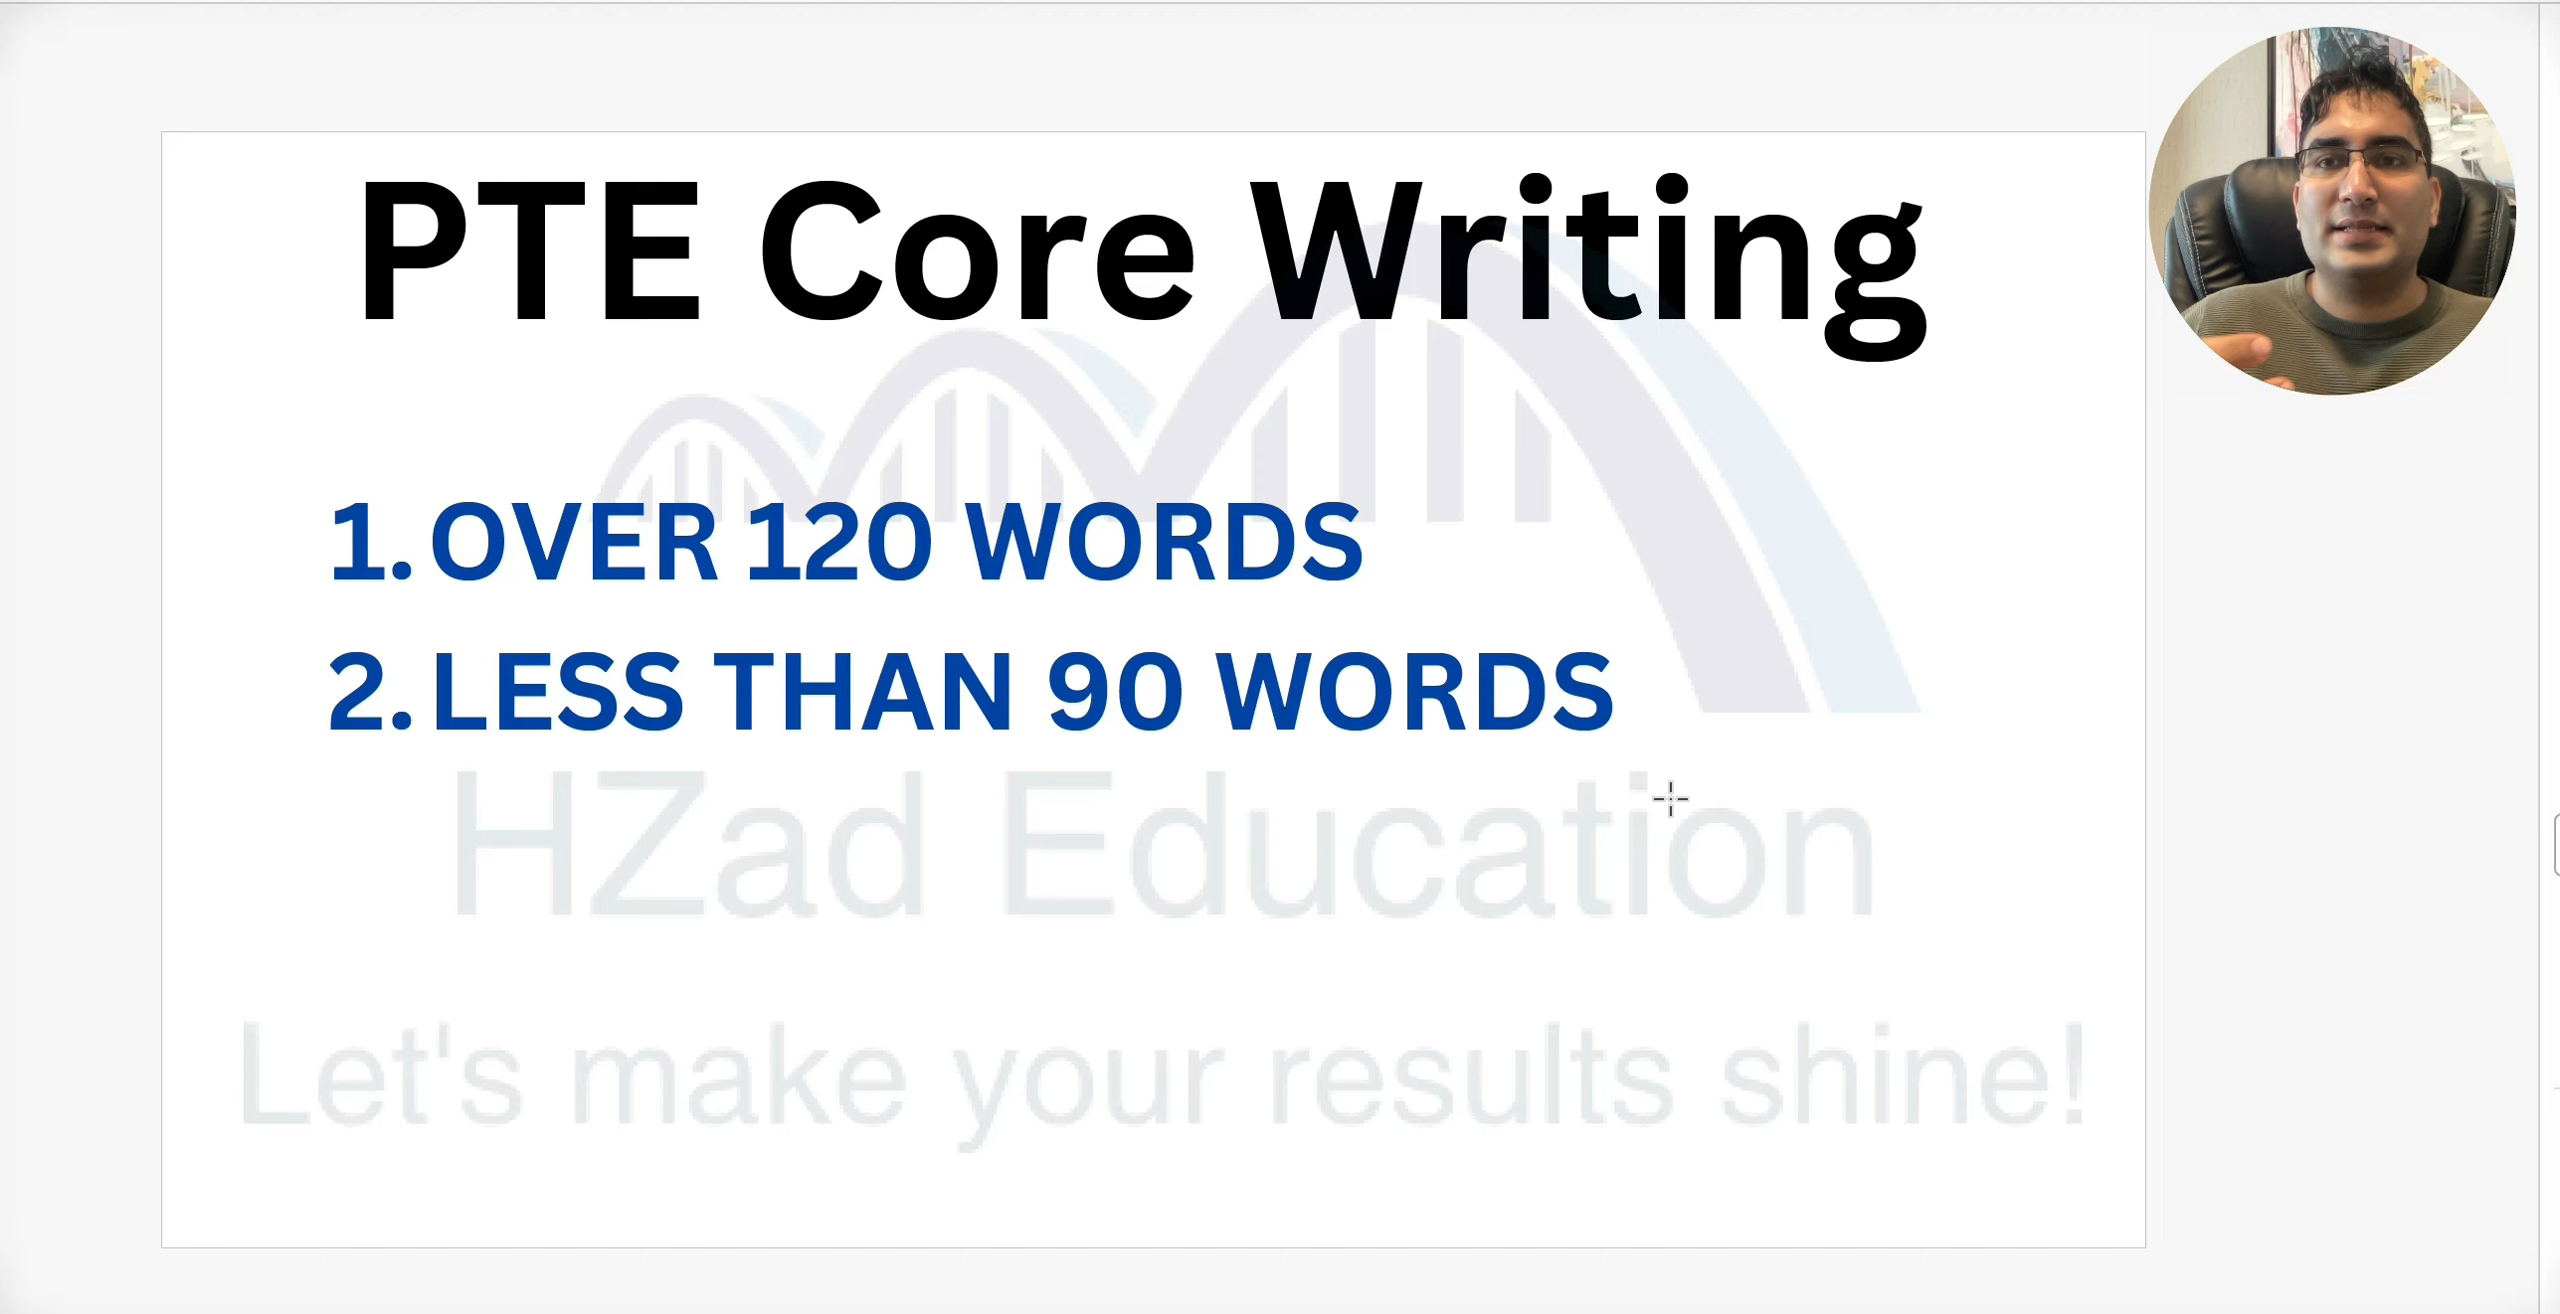 PTE Core Writing
1. OVER 120 WORDS
2. LESS THAN 90 WORDS
HZad Education
Let's make your results shine!